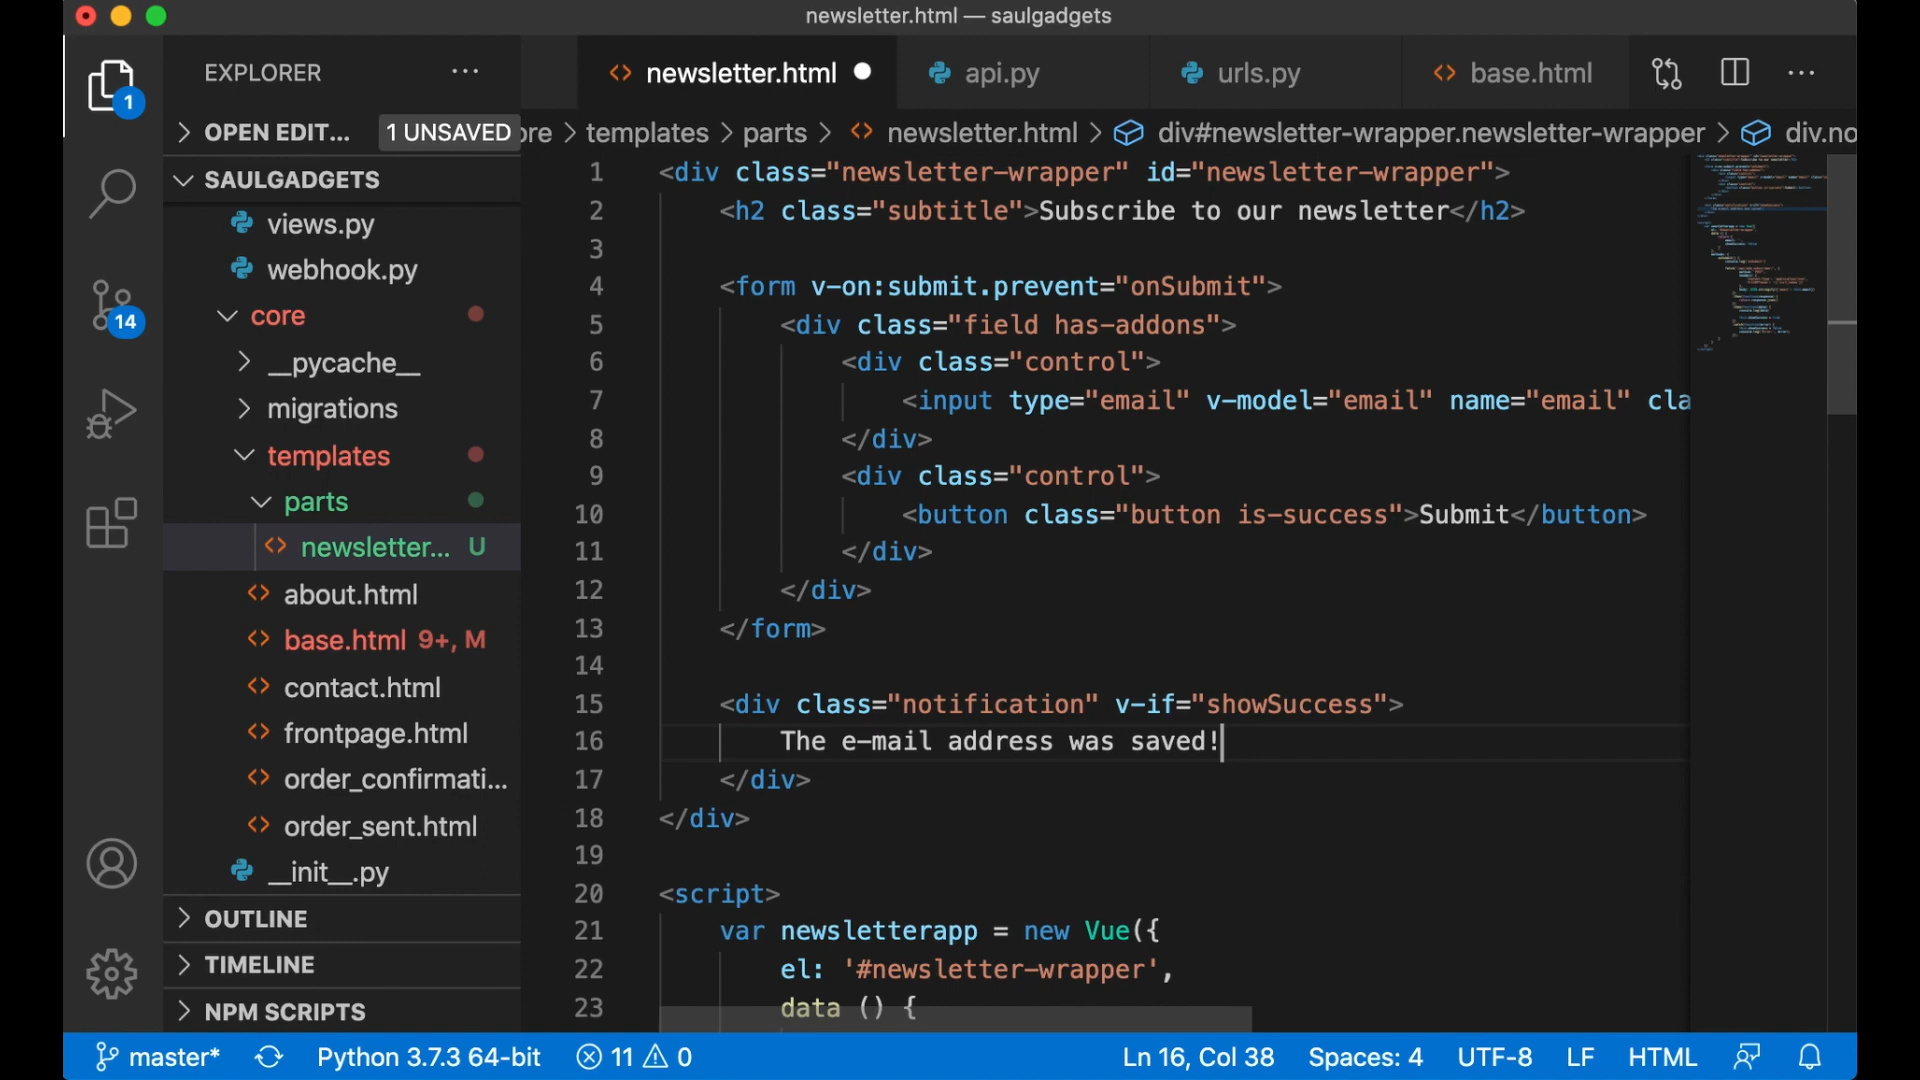 newsletter.html — saulgadgets
EXPLORER
newsletter.html
api.py
urls.py
base.html
1
OPEN EDIT...
1 UNSAVED
ore > templates > parts > newsletter.html > div#newsletter-wrapper.newsletter-wrapper > div.no
SAULGADGETS
views.py
webhook.py
core
__pycache__
migrations
templates
parts
newsletter... U
about.html
base.html 9+, M
contact.html
frontpage.html
order_confirmati...
order_sent.html
__init__.py
OUTLINE
TIMELINE
NPM SCRIPTS
14
1 <div class="newsletter-wrapper" id="newsletter-wrapper">
2 <h2 class="subtitle">Subscribe to our newsletter</h2>
3
4 <form v-on:submit.prevent="onSubmit">
5 <div class="field has-addons">
6 <div class="control">
7 <input type="email" v-model="email" name="email" cla
8 </div>
9 <div class="control">
10 <button class="button is-success">Submit</button>
11 </div>
12 </div>
13 </form>
14
15 <div class="notification" v-if="showSuccess">
16 The e-mail address was saved!
17 </div>
18 </div>
19
20 <script>
21 var newsletterapp = new Vue({
22 el: '#newsletter-wrapper',
23 data () {
master* Python 3.7.3 64-bit 11 0 Ln 16, Col 38 Spaces: 4 UTF-8 LF HTML